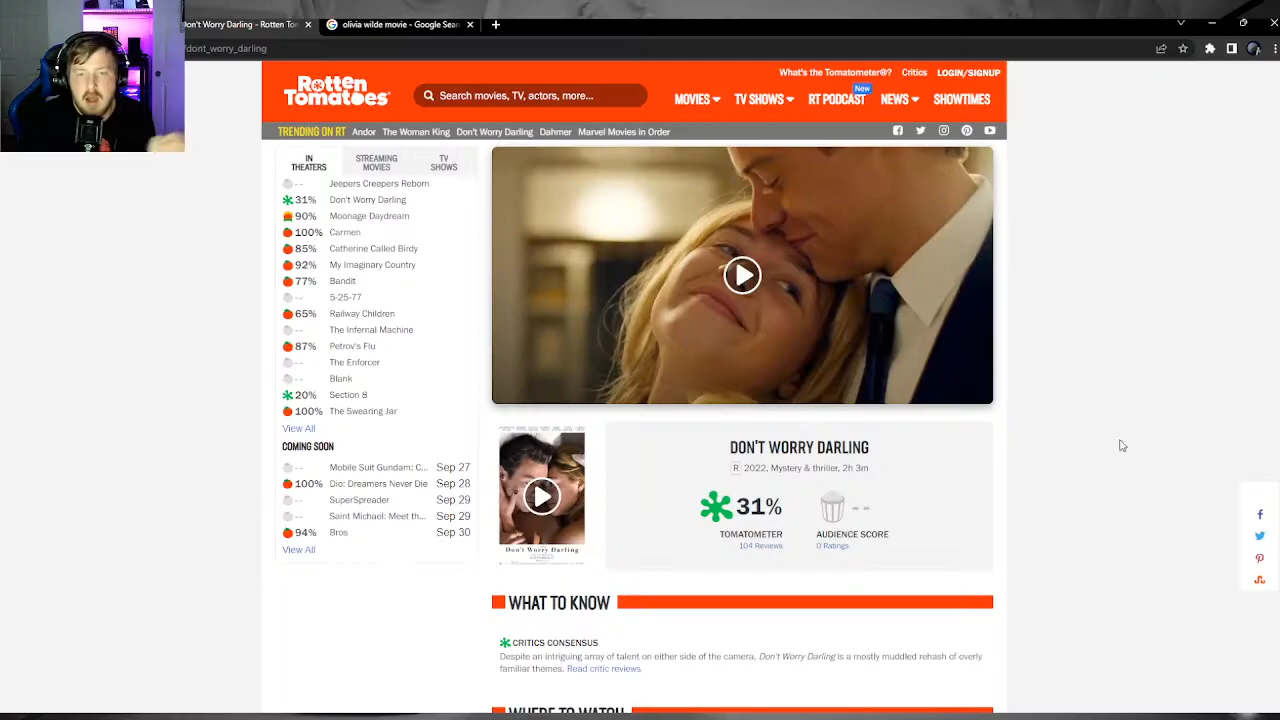 Don't Worry Darling - Rotten Tom
olivia wilde movie - Google Sear
/dont_worry_darling
What's the Tomatometer®?
Critics
LOGIN/SIGNUP
Rotten
Tomatoes
Search movies, TV, actors, more...
MOVIES
TV SHOWS
RT PODCAST
New
NEWS
SHOWTIMES
TRENDING ON RT
Andor
The Woman King
Don't Worry Darling
Dahmer
Marvel Movies in Order
IN THEATERS
STREAMING MOVIES
TV SHOWS
- - Jeepers Creepers Reborn
31% Don't Worry Darling
90% Moonage Daydream
100% Carmen
85% Catherine Called Birdy
92% My Imaginary Country
77% Bandit
- - 5-25-77
65% Railway Children
- - The Infernal Machine
87% Petrov's Flu
- - The Enforcer
- - Blank
20% Section 8
100% The Swearing Jar
View All
COMING SOON
- - Mobile Suit Gundam: C... Sep 27
100% Dio: Dreamers Never Die Sep 28
- - SuperSpreader Sep 29
- - Saint Michael: Meet th... Sep 29
94% Bros Sep 30
View All
Don't Worry Darling
DON'T WORRY DARLING
R 2022, Mystery & thriller, 2h 3m
31%
- -
TOMATOMETER
AUDIENCE SCORE
104 Reviews
0 Ratings
WHAT TO KNOW
CRITICS CONSENSUS
Despite an intriguing array of talent on either side of the camera, Don't Worry Darling is a mostly muddled rehash of overly
familiar themes. Read critic reviews
WHERE TO WATCH